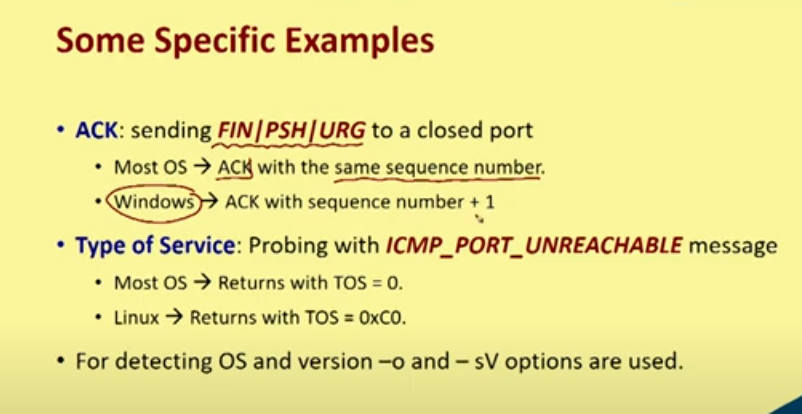 Some Specific Examples
• ACK: sending FIN|PSH|URG to a closed port
• Most OS → ACK with the same sequence number.
• Windows → ACK with sequence number + 1
• Type of Service: Probing with ICMP_PORT_UNREACHABLE message
• Most OS → Returns with TOS = 0.
• Linux → Returns with TOS = 0xC0.
• For detecting OS and version –o and – sV options are used.